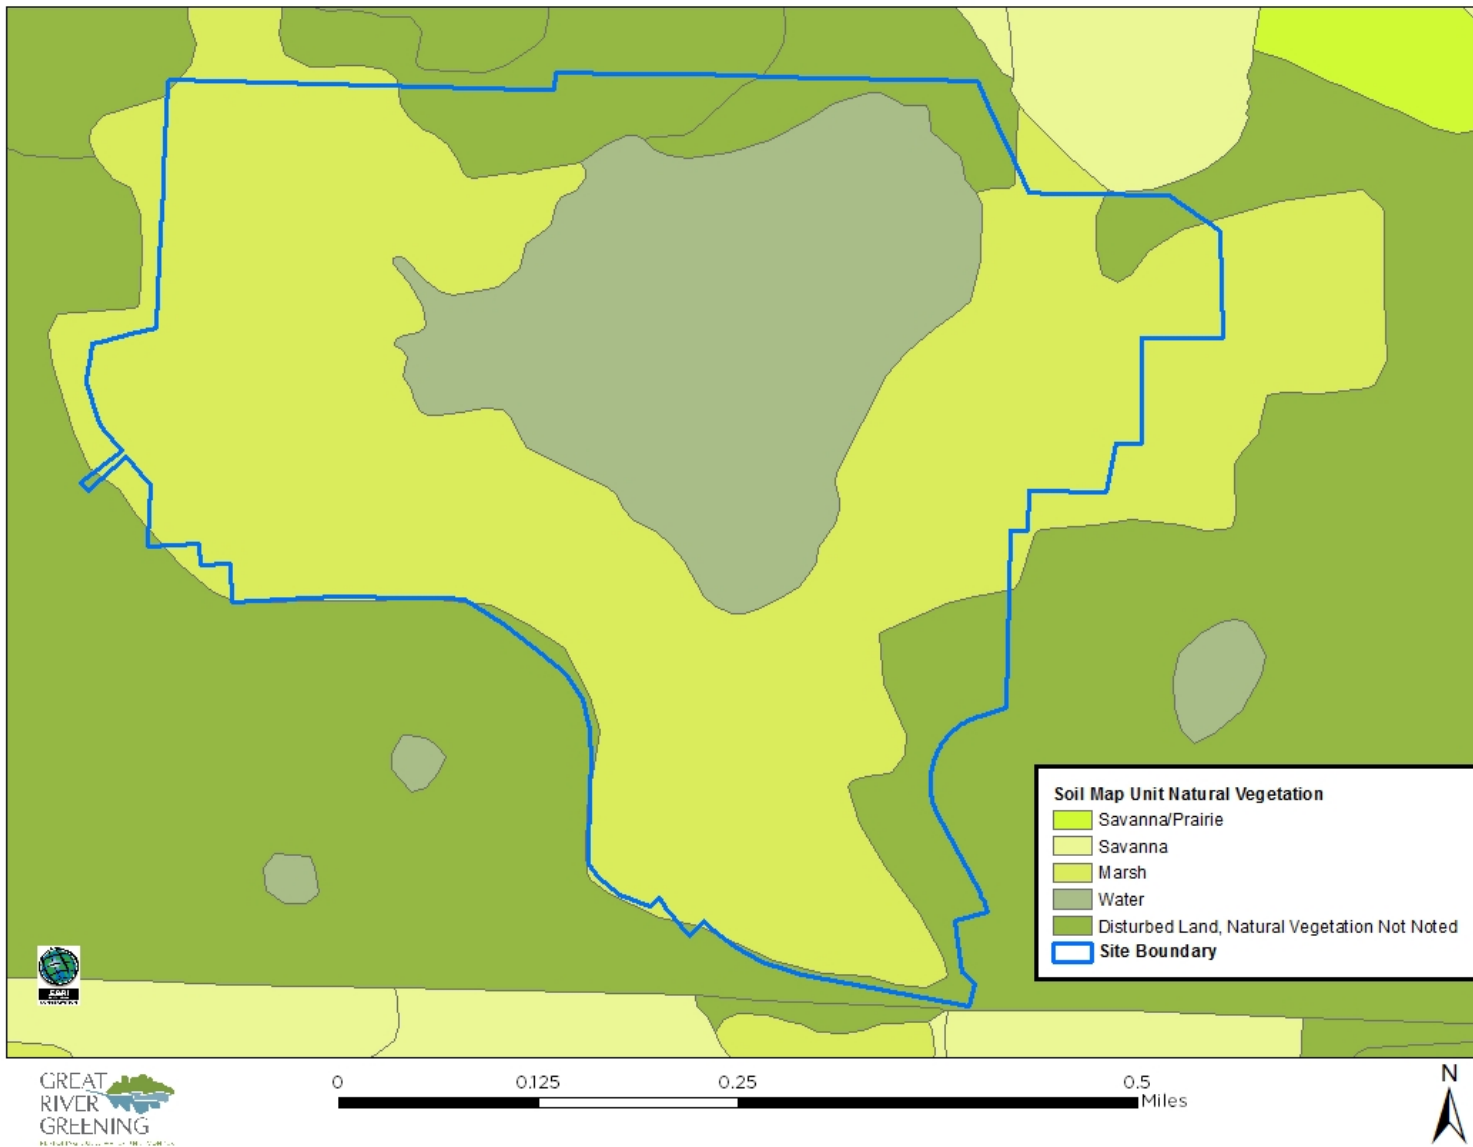 Soil Map Unit Natural Vegetation
Savanna/Prairie
Savanna
Marsh
Water
Disturbed Land, Natural Vegetation Not Noted
Site Boundary
GREAT
RIVER
GREENING
0 0.125 0.25 0.5
Miles
N